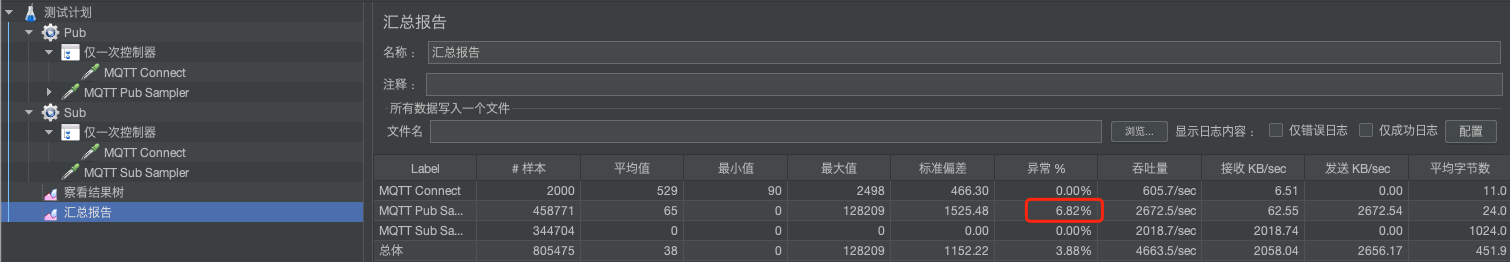 测试计划
Pub
仅一次控制器
MQTT Connect
MQTT Pub Sampler
Sub
仅一次控制器
MQTT Connect
MQTT Sub Sampler
察看结果树
汇总报告
汇总报告
名称： 汇总报告
注释：
所有数据写入一个文件
文件名 浏览... 显示日志内容： 仅错误日志 仅成功日志 配置
Label # 样本 平均值 最小值 最大值 标准偏差 异常 % 吞吐量 接收 KB/sec 发送 KB/sec 平均字节数
MQTT Connect 2000 529 90 2498 466.30 0.00% 605.7/sec 6.51 0.00 11.0
MQTT Pub Sa... 458771 65 0 128209 1525.48 6.82% 2672.5/sec 62.55 2672.54 24.0
MQTT Sub Sa... 344704 0 0 0 0.00 0.00% 2018.7/sec 2018.74 0.00 1024.0
总体 805475 38 0 128209 1152.22 3.88% 4663.5/sec 2058.04 2656.17 451.9